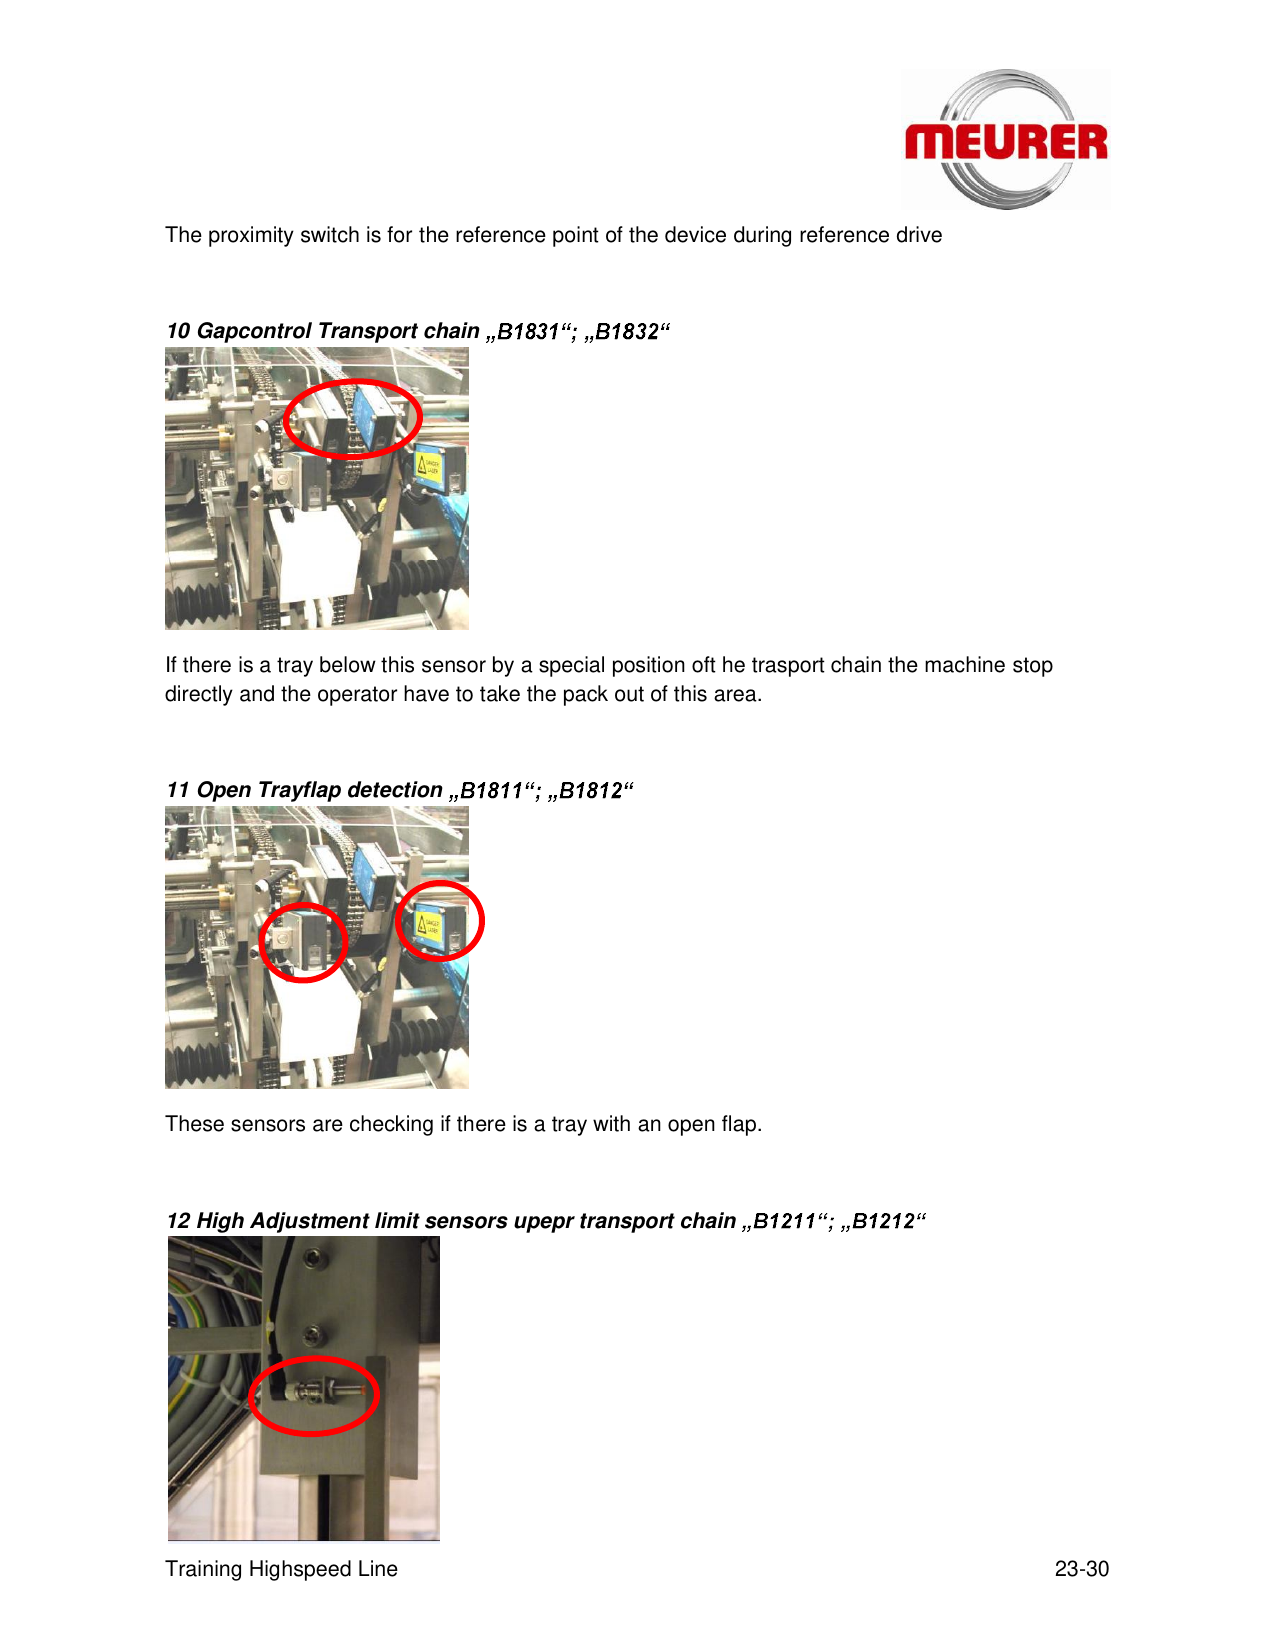 MEURER
The proximity switch is for the reference point of the device during reference drive
10 Gapcontrol Transport chain „B1831“; „B1832“
DANGER
LASER
If there is a tray below this sensor by a special position oft he trasport chain the machine stop
directly and the operator have to take the pack out of this area.
11 Open Trayflap detection „B1811“; „B1812“
DANGER
LASER
These sensors are checking if there is a tray with an open flap.
12 High Adjustment limit sensors upepr transport chain „B1211“; „B1212“
Training Highspeed Line 23-30